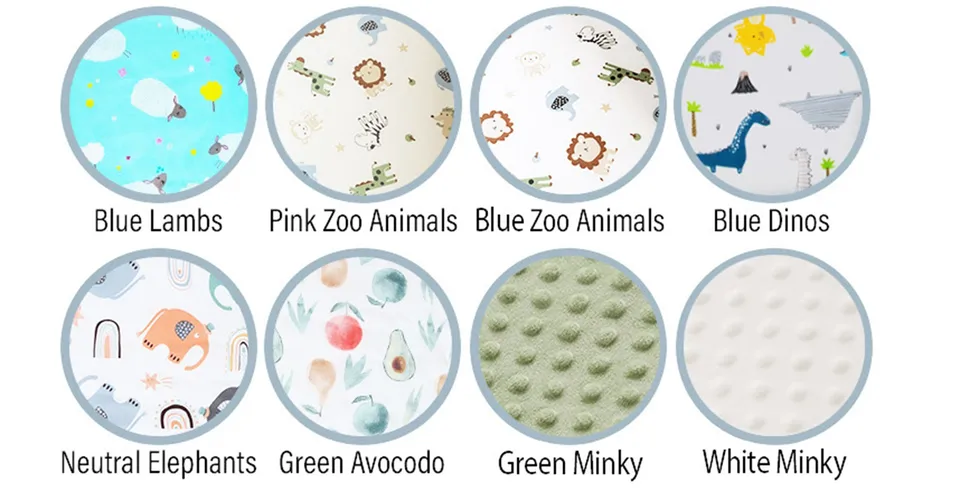 Blue Lambs
Pink Zoo Animals
Blue Zoo Animals
Blue Dinos
Neutral Elephants
Green Avocodo
Green Minky
White Minky